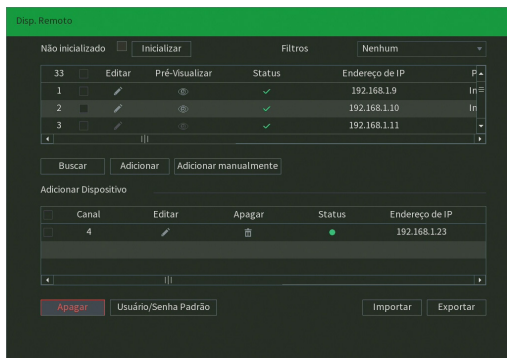 Disp. Remoto
Não inicializado Inicializar Filtros Nenhum
33 Editar Pré-Visualizar Status Endereço de IP P
1 192.168.1.9 In
2 192.168.1.10 In
3 192.168.1.11
Buscar Adicionar Adicionar manualmente
Adicionar Dispositivo
Canal Editar Apagar Status Endereço de IP
4 192.168.1.23
Apagar Usuário/Senha Padrão Importar Exportar